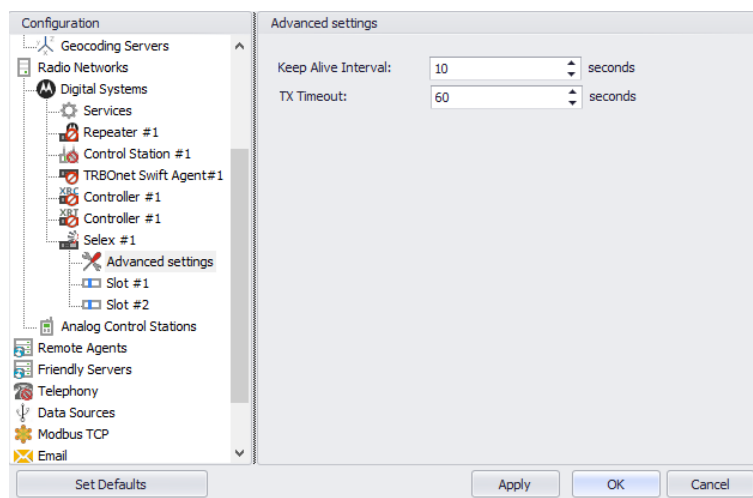 Configuration
Geocoding Servers
Radio Networks
Digital Systems
Services
Repeater #1
Control Station #1
TRBOnet Swift Agent#1
XRC
Controller #1
XRT
Controller #1
Selex #1
Advanced settings
Slot #1
Slot #2
Analog Control Stations
Remote Agents
Friendly Servers
Telephony
Data Sources
Modbus TCP
Email
Set Defaults
Advanced settings
Keep Alive Interval: 10 seconds
TX Timeout: 60 seconds
Apply OK Cancel